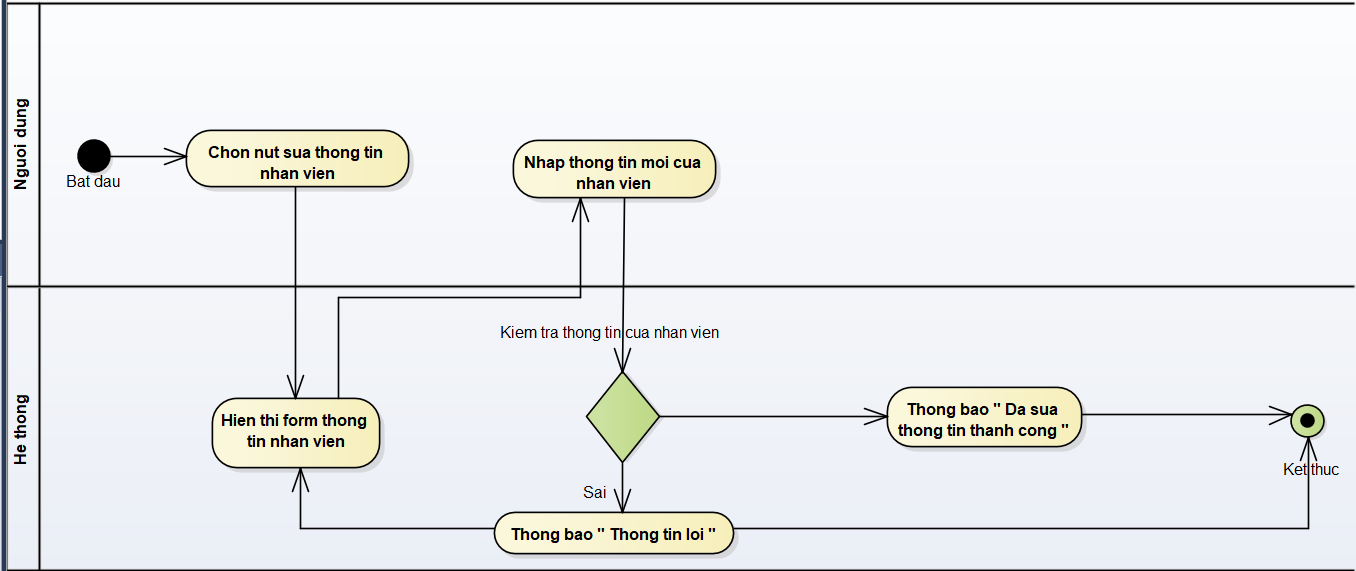 Nguoi dung
Bat dau
Chon nut sua thong tin
nhan vien
Nhap thong tin moi cua
nhan vien
He thong
Kiem tra thong tin cua nhan vien
Hien thi form thong
tin nhan vien
Thong bao " Da sua
thong tin thanh cong "
Ket thuc
Sai
Thong bao " Thong tin loi "